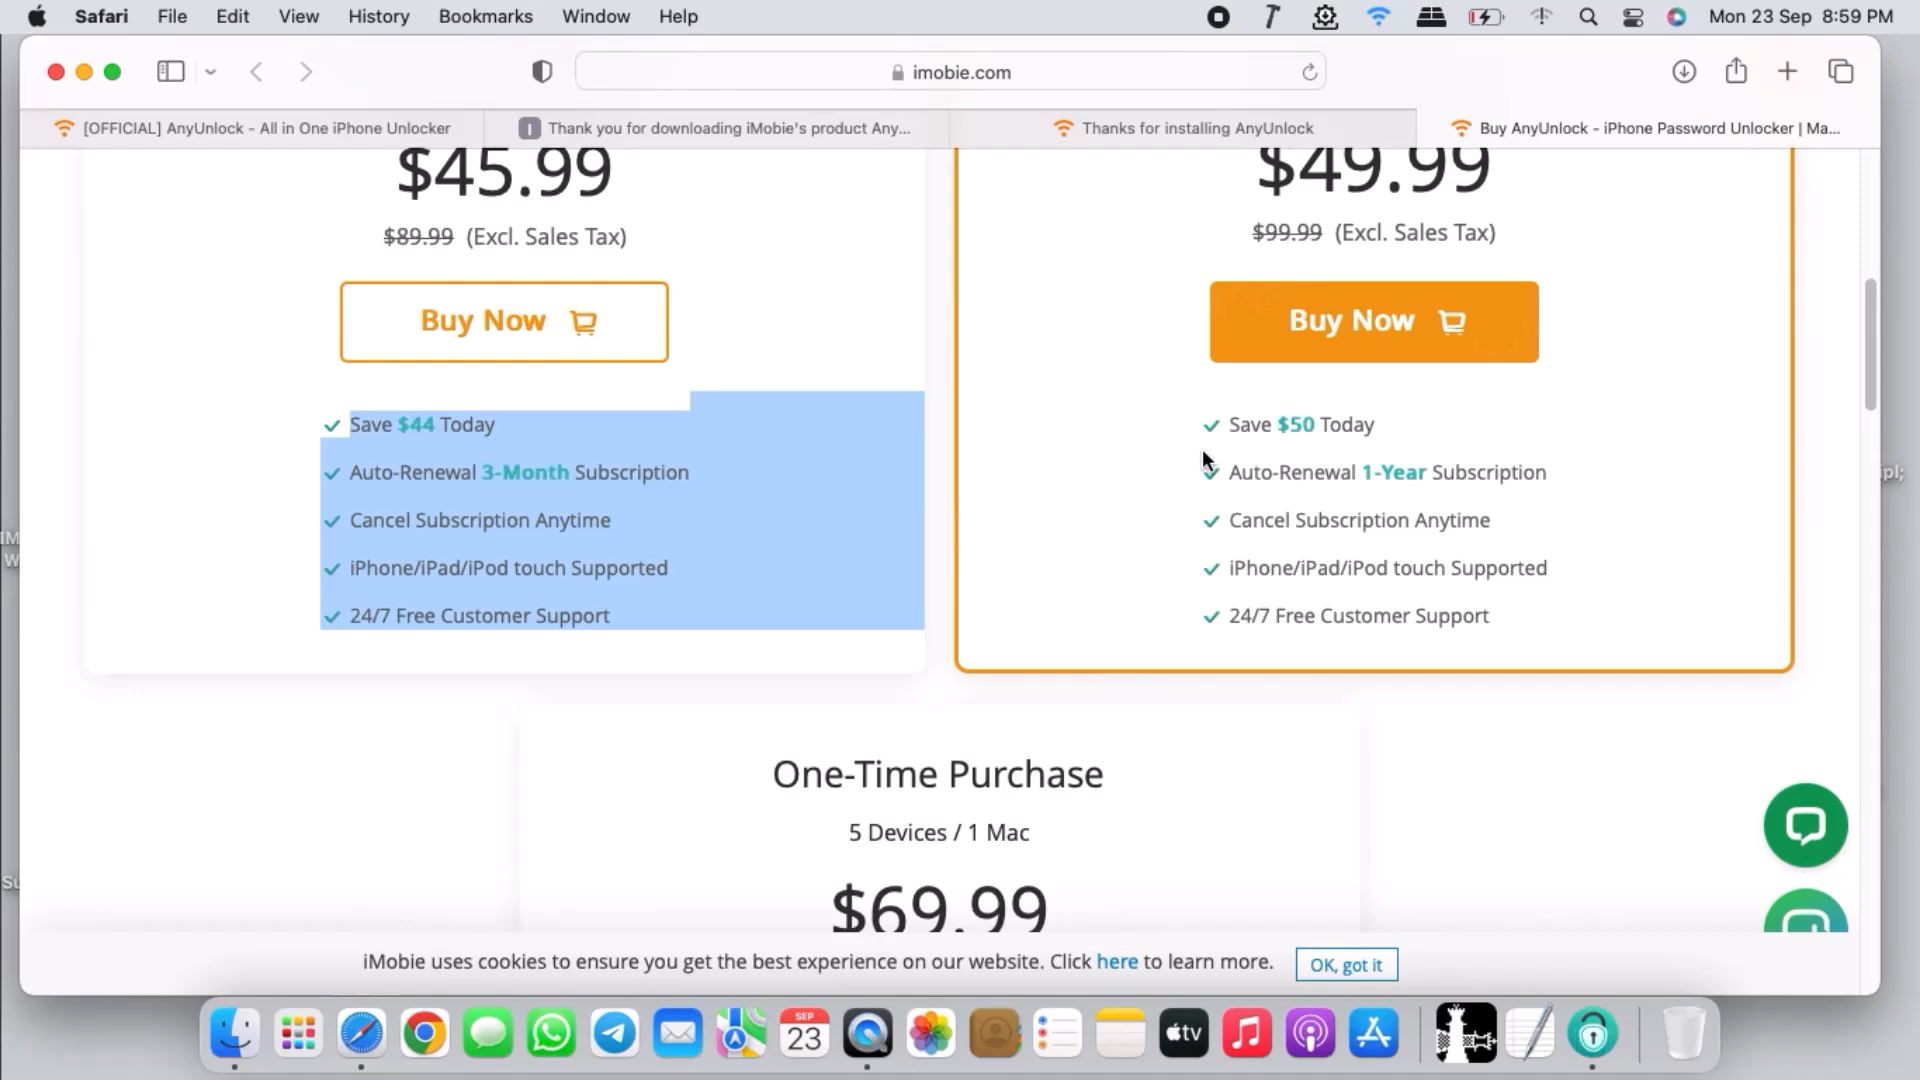 Safari File Edit View History Bookmarks Window Help Mon 23 Sep 8:59 PM
imobie.com
[OFFICIAL] AnyUnlock - All in One iPhone Unlocker
Thank you for downloading iMobie's product Any...
Thanks for installing AnyUnlock
Buy AnyUnlock - iPhone Password Unlocker | Ma...
$45.99
$89.99 (Excl. Sales Tax)
Buy Now
Save $44 Today
Auto-Renewal 3-Month Subscription
Cancel Subscription Anytime
iPhone/iPad/iPod touch Supported
24/7 Free Customer Support
$49.99
$99.99 (Excl. Sales Tax)
Buy Now
Save $50 Today
Auto-Renewal 1-Year Subscription
Cancel Subscription Anytime
iPhone/iPad/iPod touch Supported
24/7 Free Customer Support
One-Time Purchase
5 Devices / 1 Mac
$69.99
iMobie uses cookies to ensure you get the best experience on our website. Click here to learn more.
OK, got it
SEP
23
tv